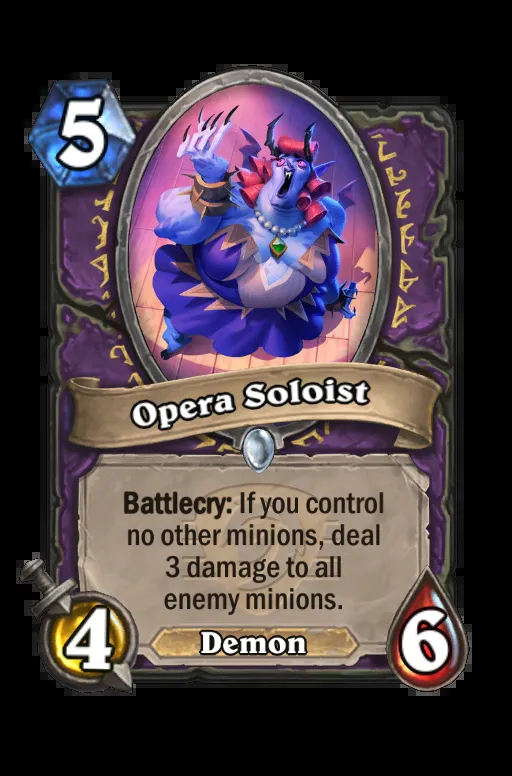 5
Opera Soloist
Battlecry: If you control
no other minions, deal
3 damage to all
enemy minions.
4
Demon
6